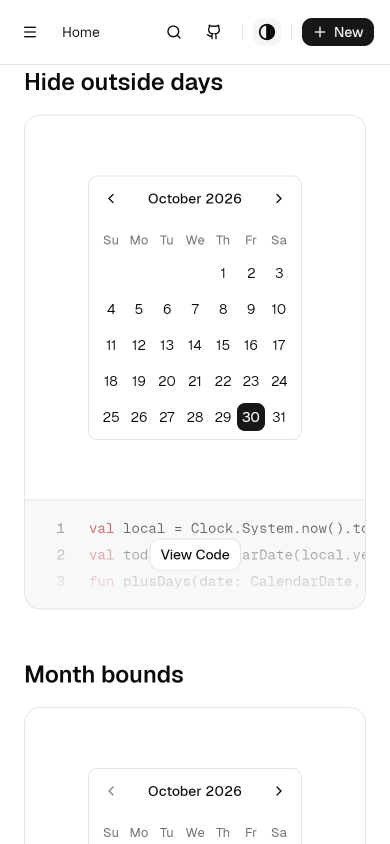 Home
New
Hide outside days
October 2026
Su Mo Tu We Th Fr Sa
1 2 3
4 5 6 7 8 9 10
11 12 13 14 15 16 17
18 19 20 21 22 23 24
25 26 27 28 29 30 31
1 val local = Clock.System.now().to
2 val tod arDate(local.ye
View Code
3 fun plusDays(date: CalendarDate,
Month bounds
October 2026
Su Mo Tu We Th Fr Sa